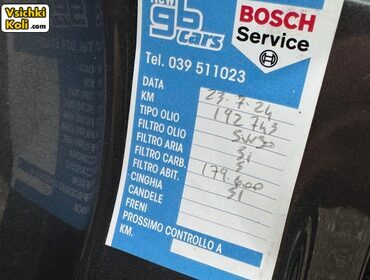 Vsichki
Koli.com
new
gb
cars
BOSCH
Service
Tel. 039 511023
DATA 23.7.24
KM 192.743
TIPO OLIO 5W30
FILTRO OLIO SI
FILTRO ARIA S
FILTRO CARB. 179.600
FILTRO ABIT. SI
CINGHIA
CANDELE
FRENI
PROSSIMO CONTROLLO A
KM.